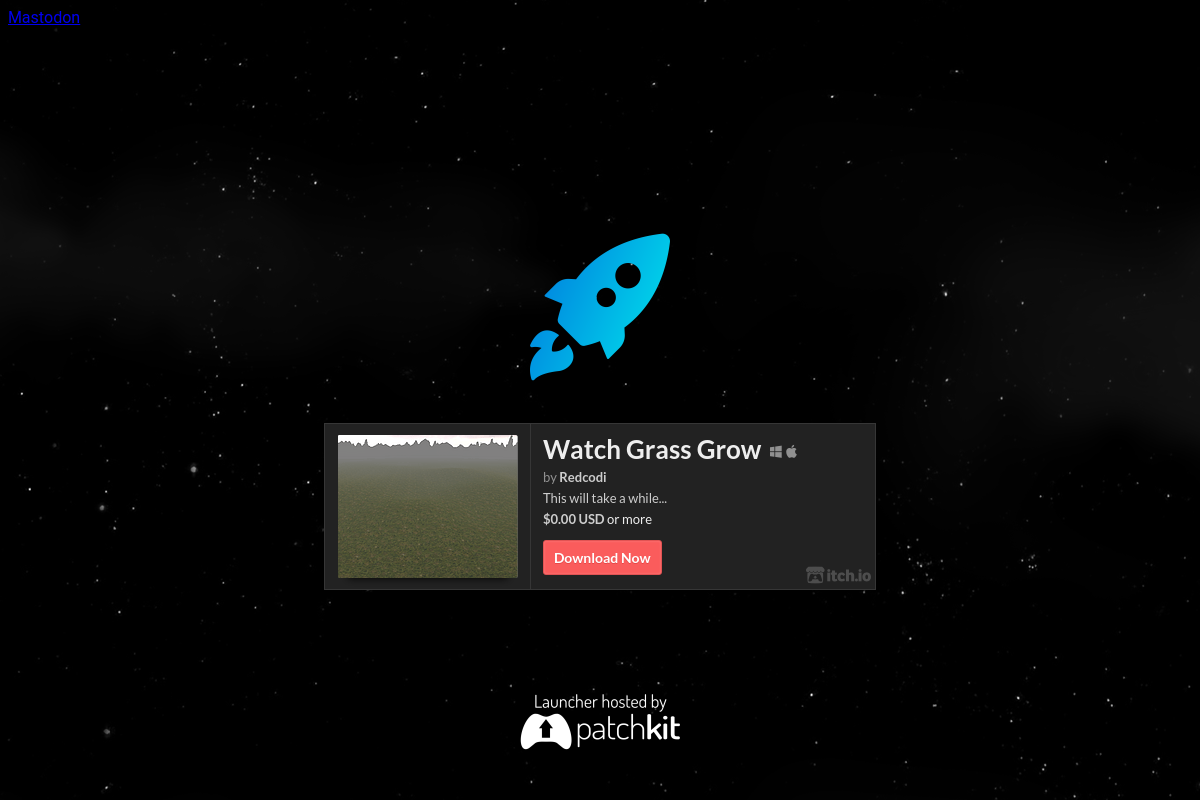 Mastodon
Watch Grass Grow
by Redcodi
This will take a while...
$0.00 USD or more
Download Now
itch.io
Launcher hosted by
patchkit